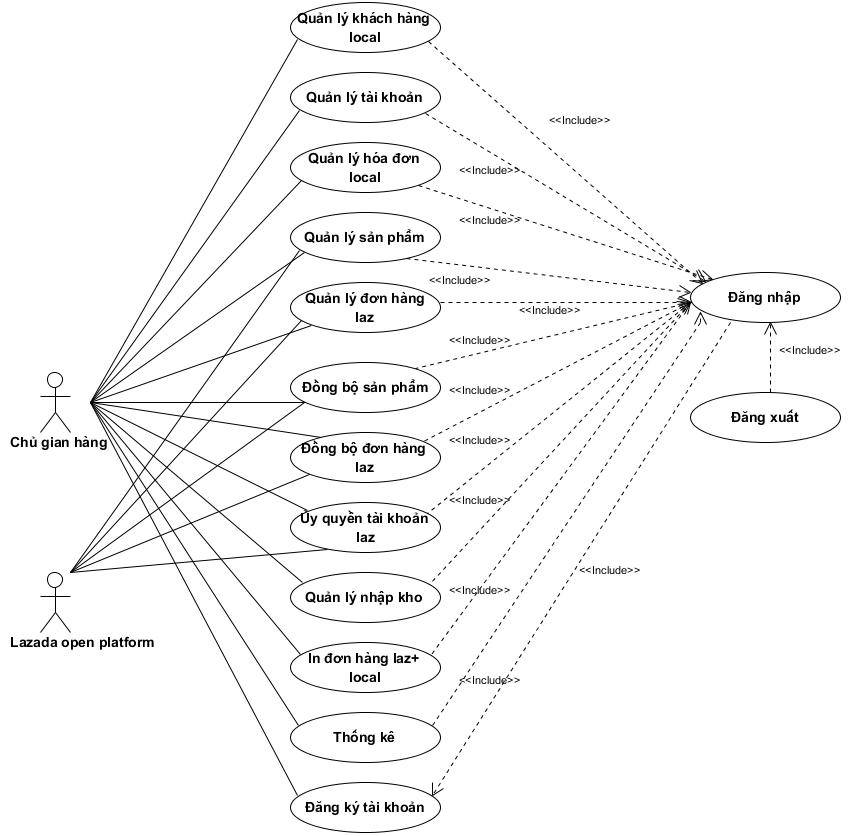 Quản lý khách hàng
local
Quản lý tài khoản
<<Include>>
Quản lý hóa đơn
local
<<Include>>
<<Include>>
Quản lý sản phẩm
<<Include>>
Quản lý đơn hàng
laz
<<Include>>
Đăng nhập
<<Include>>
<<Include>>
Đồng bộ sản phẩm
<<Include>>
Đăng xuất
Chủ gian hàng
Đồng bộ đơn hàng
laz
<<Include>>
<<Include>>
Ủy quyền tài khoản
laz
<<Include>>
Quản lý nhập kho
<<Include>>
Lazada open platform
In đơn hàng laz+
local
<<Include>>
Thống kê
Đăng ký tài khoản